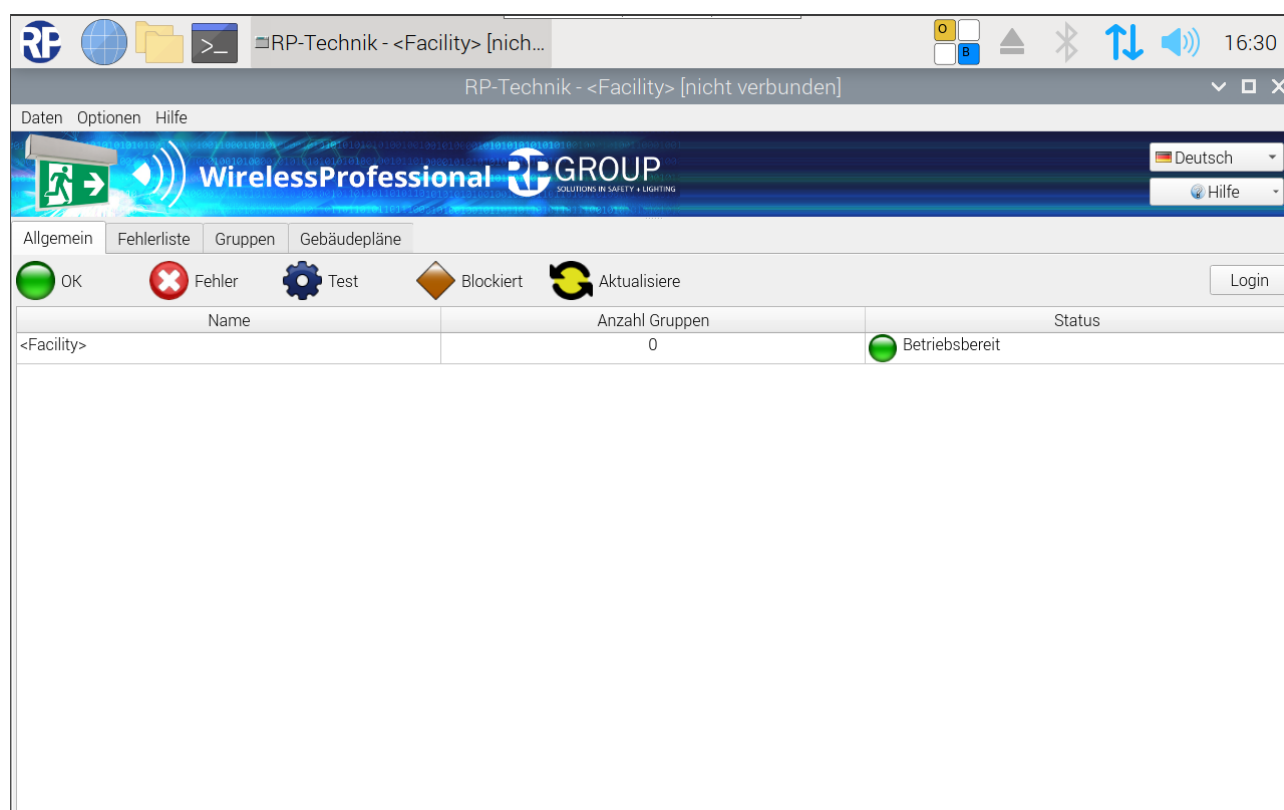 RP
>_
RP-Technik - <Facility> [nich...
O
B
16:30
RP-Technik - <Facility> [nicht verbunden]
Daten Optionen Hilfe
WirelessProfessional RP GROUP
SOLUTIONS IN SAFETY + LIGHTING
Deutsch
Hilfe
Allgemein Fehlerliste Gruppen Gebäudepläne
OK Fehler Test Blockiert Aktualisiere Login
Name Anzahl Gruppen Status
<Facility> 0 Betriebsbereit